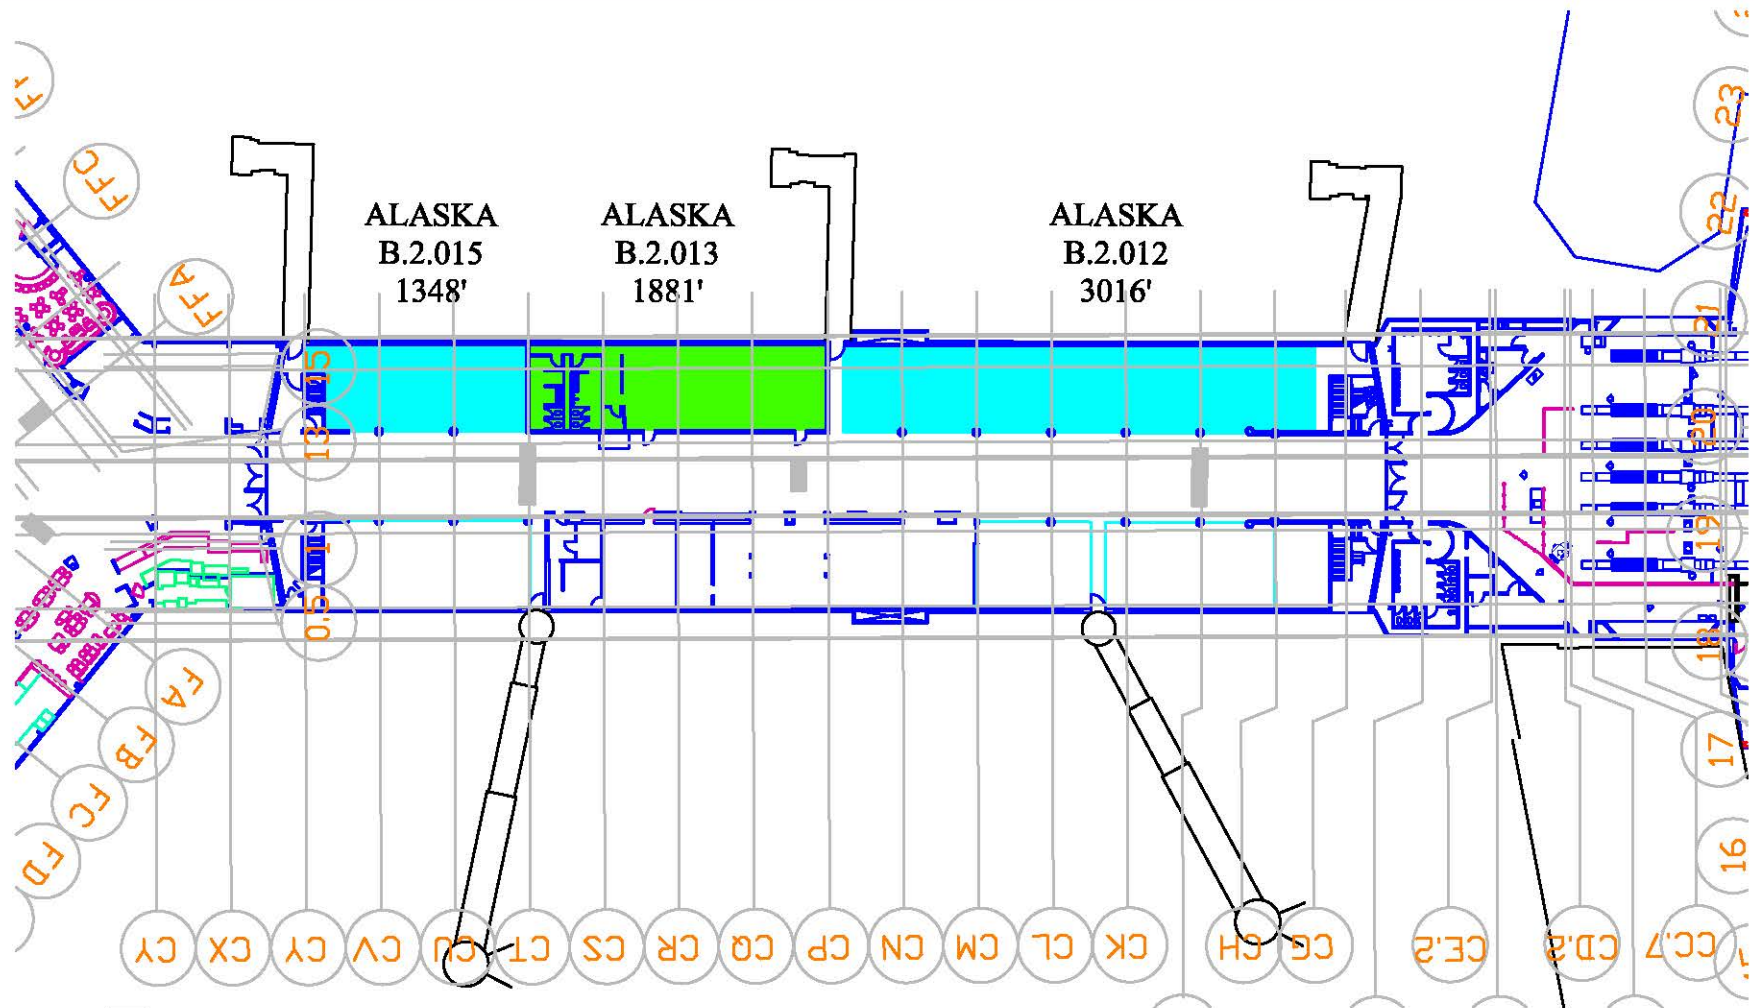 23
FFC
22
ALASKA
B.2.015
1348'
ALASKA
B.2.013
1881'
ALASKA
B.2.012
3016'
FFA
21
15
13
20
1
19
0.5
18
FA
FB
17
FC
FD
16
CY
CX
CY
CV
CU
CT
CS
CR
CQ
CP
CN
CM
CL
CK
CH
CG
CE.2
CD.2
CC.7